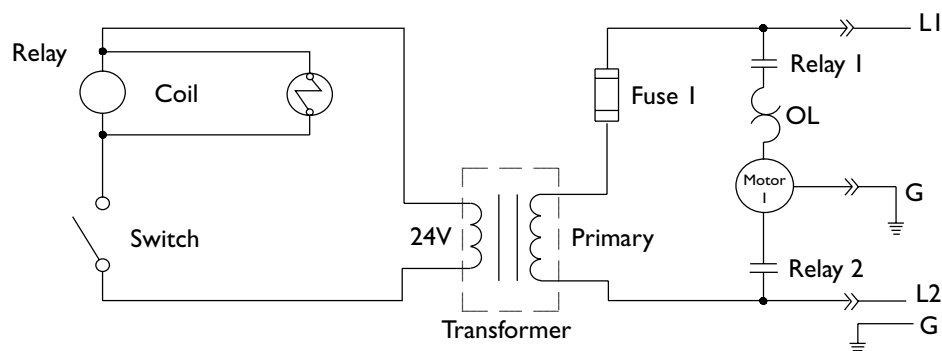 L1
Relay
Relay 1
Coil
Fuse 1
OL
Motor
1
G
Switch
24V
Primary
Relay 2
L2
Transformer
G